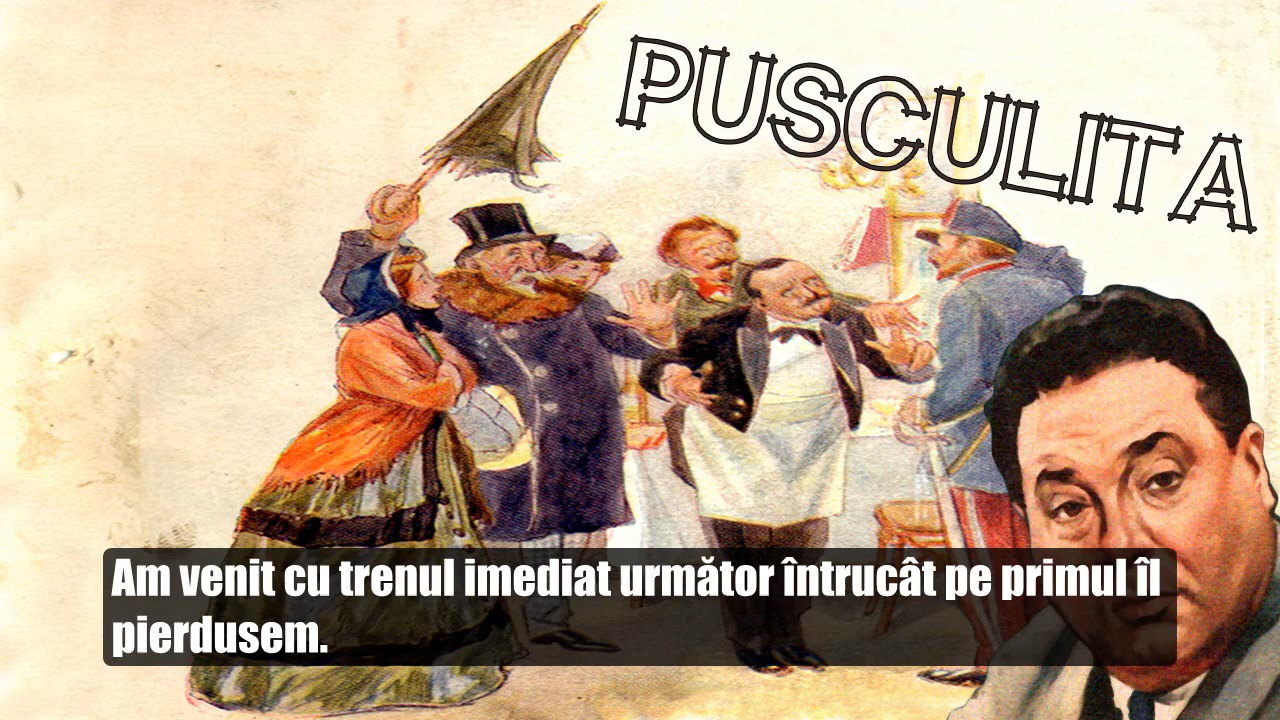 PUSCULITA
Am venit cu trenul imediat următor întrucât pe primul îl
pierdusem.